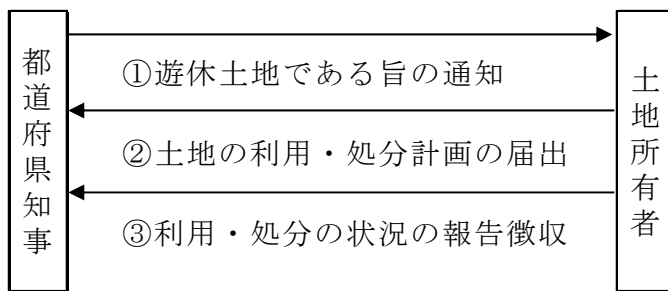 都道府県知事
①遊休土地である旨の通知
②土地の利用・処分計画の届出
③利用・処分の状況の報告徴収
土地所有者